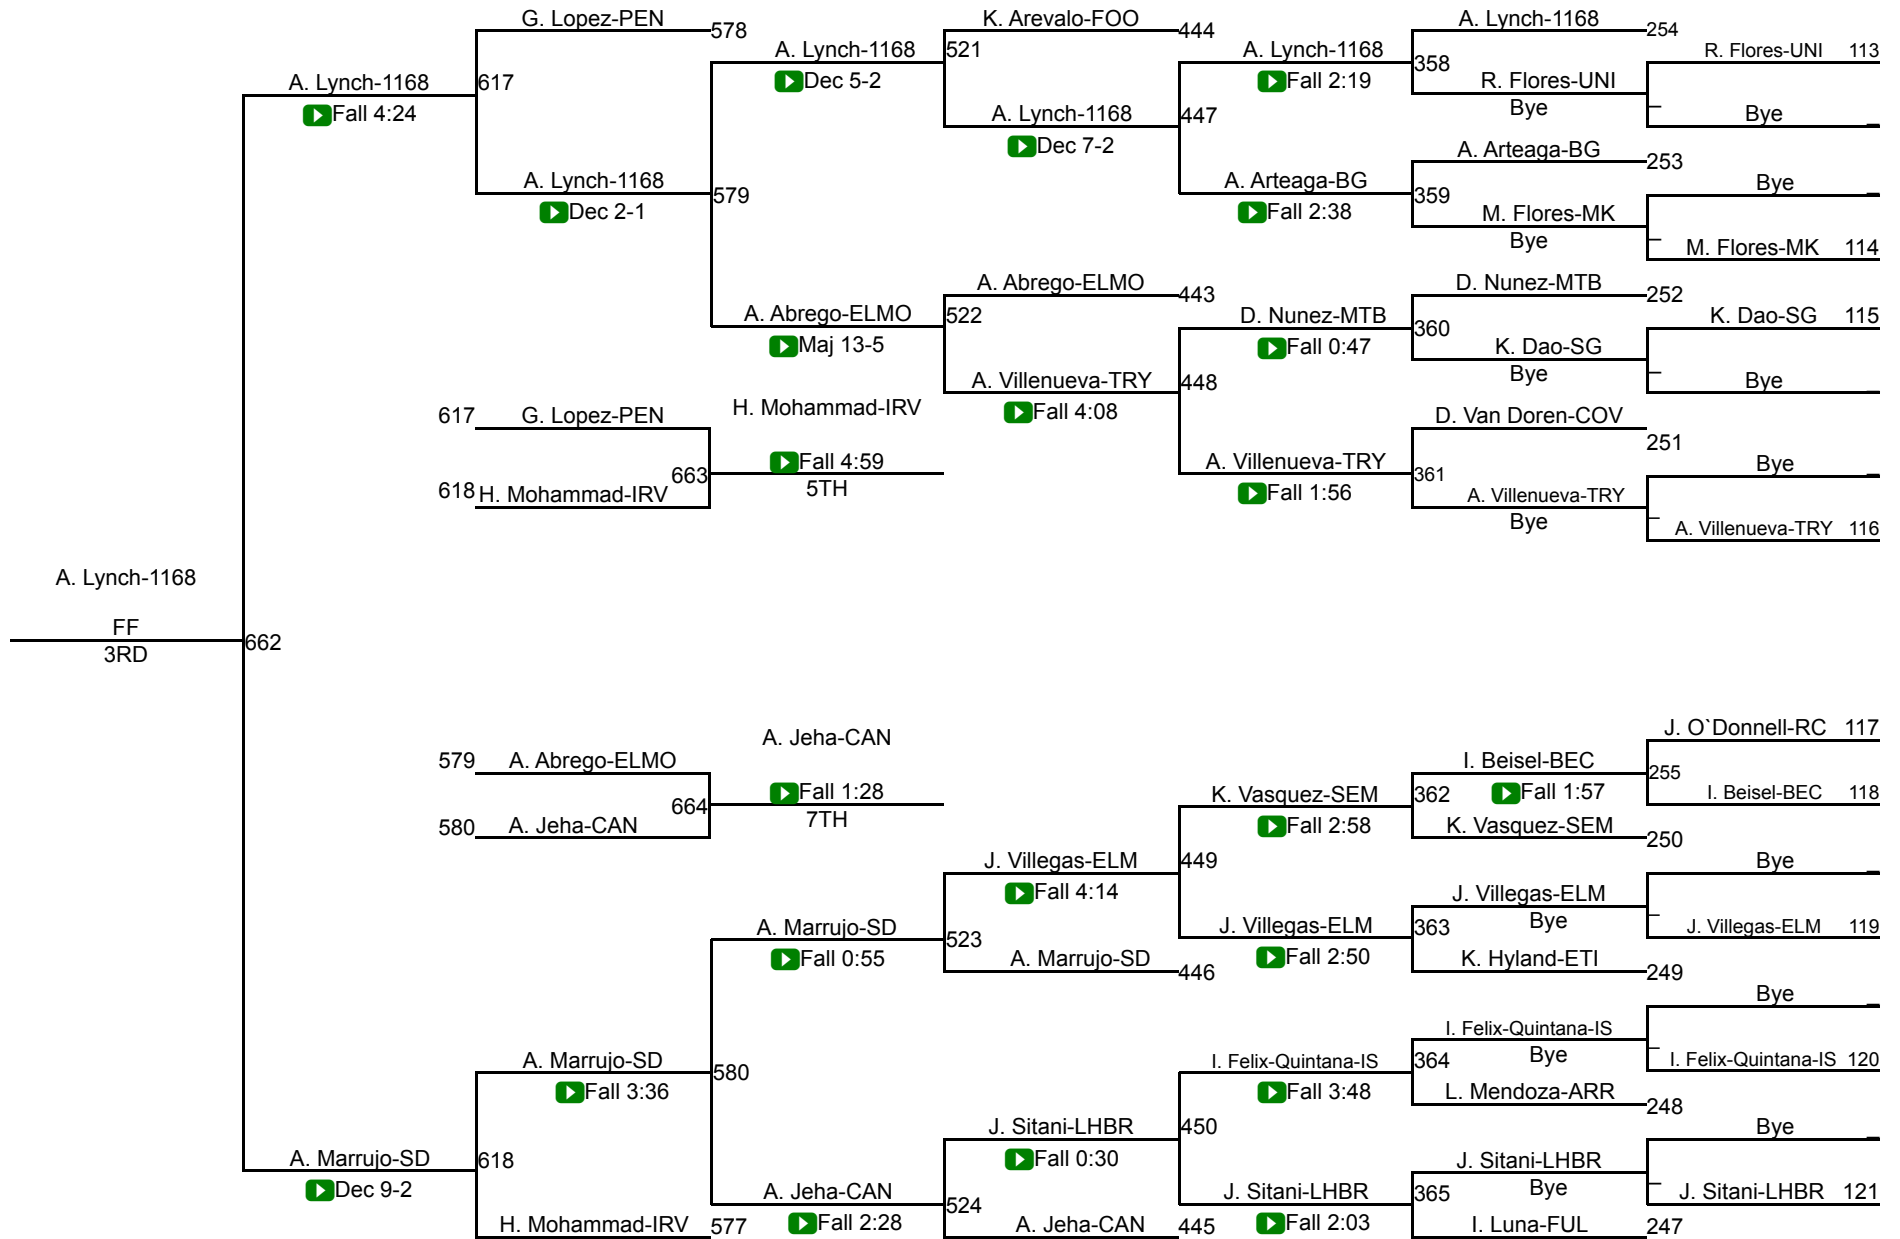 G. Lopez-PEN
578
K. Arevalo-FOO
444
A. Lynch-1168
254
A. Lynch-1168
521
A. Lynch-1168
358
R. Flores-UNI 113
A. Lynch-1168
617
Dec 5-2
Fall 2:19
R. Flores-UNI
Fall 4:24
A. Lynch-1168
447
Bye
Bye
Dec 7-2
A. Arteaga-BG
253
A. Lynch-1168
579
A. Arteaga-BG
359
Bye
Dec 2-1
Fall 2:38
M. Flores-MK
Bye
M. Flores-MK 114
A. Abrego-ELMO
443
D. Nunez-MTB
252
A. Abrego-ELMO
522
D. Nunez-MTB
360
K. Dao-SG 115
Maj 13-5
Fall 0:47
K. Dao-SG
A. Villenueva-TRY
448
Bye
Bye
617
G. Lopez-PEN
H. Mohammad-IRV
Fall 4:08
D. Van Doren-COV
251
663
Fall 4:59
A. Villenueva-TRY
361
Bye
618
H. Mohammad-IRV
5TH
Fall 1:56
A. Villenueva-TRY
Bye
A. Villenueva-TRY 116
A. Lynch-1168
FF
662
3RD
A. Jeha-CAN
J. O`Donnell-RC 117
579
A. Abrego-ELMO
I. Beisel-BEC
255
664
Fall 1:28
K. Vasquez-SEM
362
Fall 1:57
I. Beisel-BEC 118
580
A. Jeha-CAN
7TH
Fall 2:58
K. Vasquez-SEM
250
J. Villegas-ELM
449
Bye
Fall 4:14
J. Villegas-ELM
A. Marrujo-SD
523
J. Villegas-ELM
363
Bye
J. Villegas-ELM 119
Fall 0:55
A. Marrujo-SD
446
Fall 2:50
K. Hyland-ETI
249
Bye
I. Felix-Quintana-IS
A. Marrujo-SD
580
I. Felix-Quintana-IS
364
Bye
I. Felix-Quintana-IS 120
Fall 3:36
Fall 3:48
L. Mendoza-ARR
248
J. Sitani-LHBR
450
Bye
A. Marrujo-SD
618
Fall 0:30
J. Sitani-LHBR
Dec 9-2
A. Jeha-CAN
524
J. Sitani-LHBR
365
Bye
J. Sitani-LHBR 121
H. Mohammad-IRV
577
Fall 2:28
A. Jeha-CAN
445
Fall 2:03
I. Luna-FUL
247